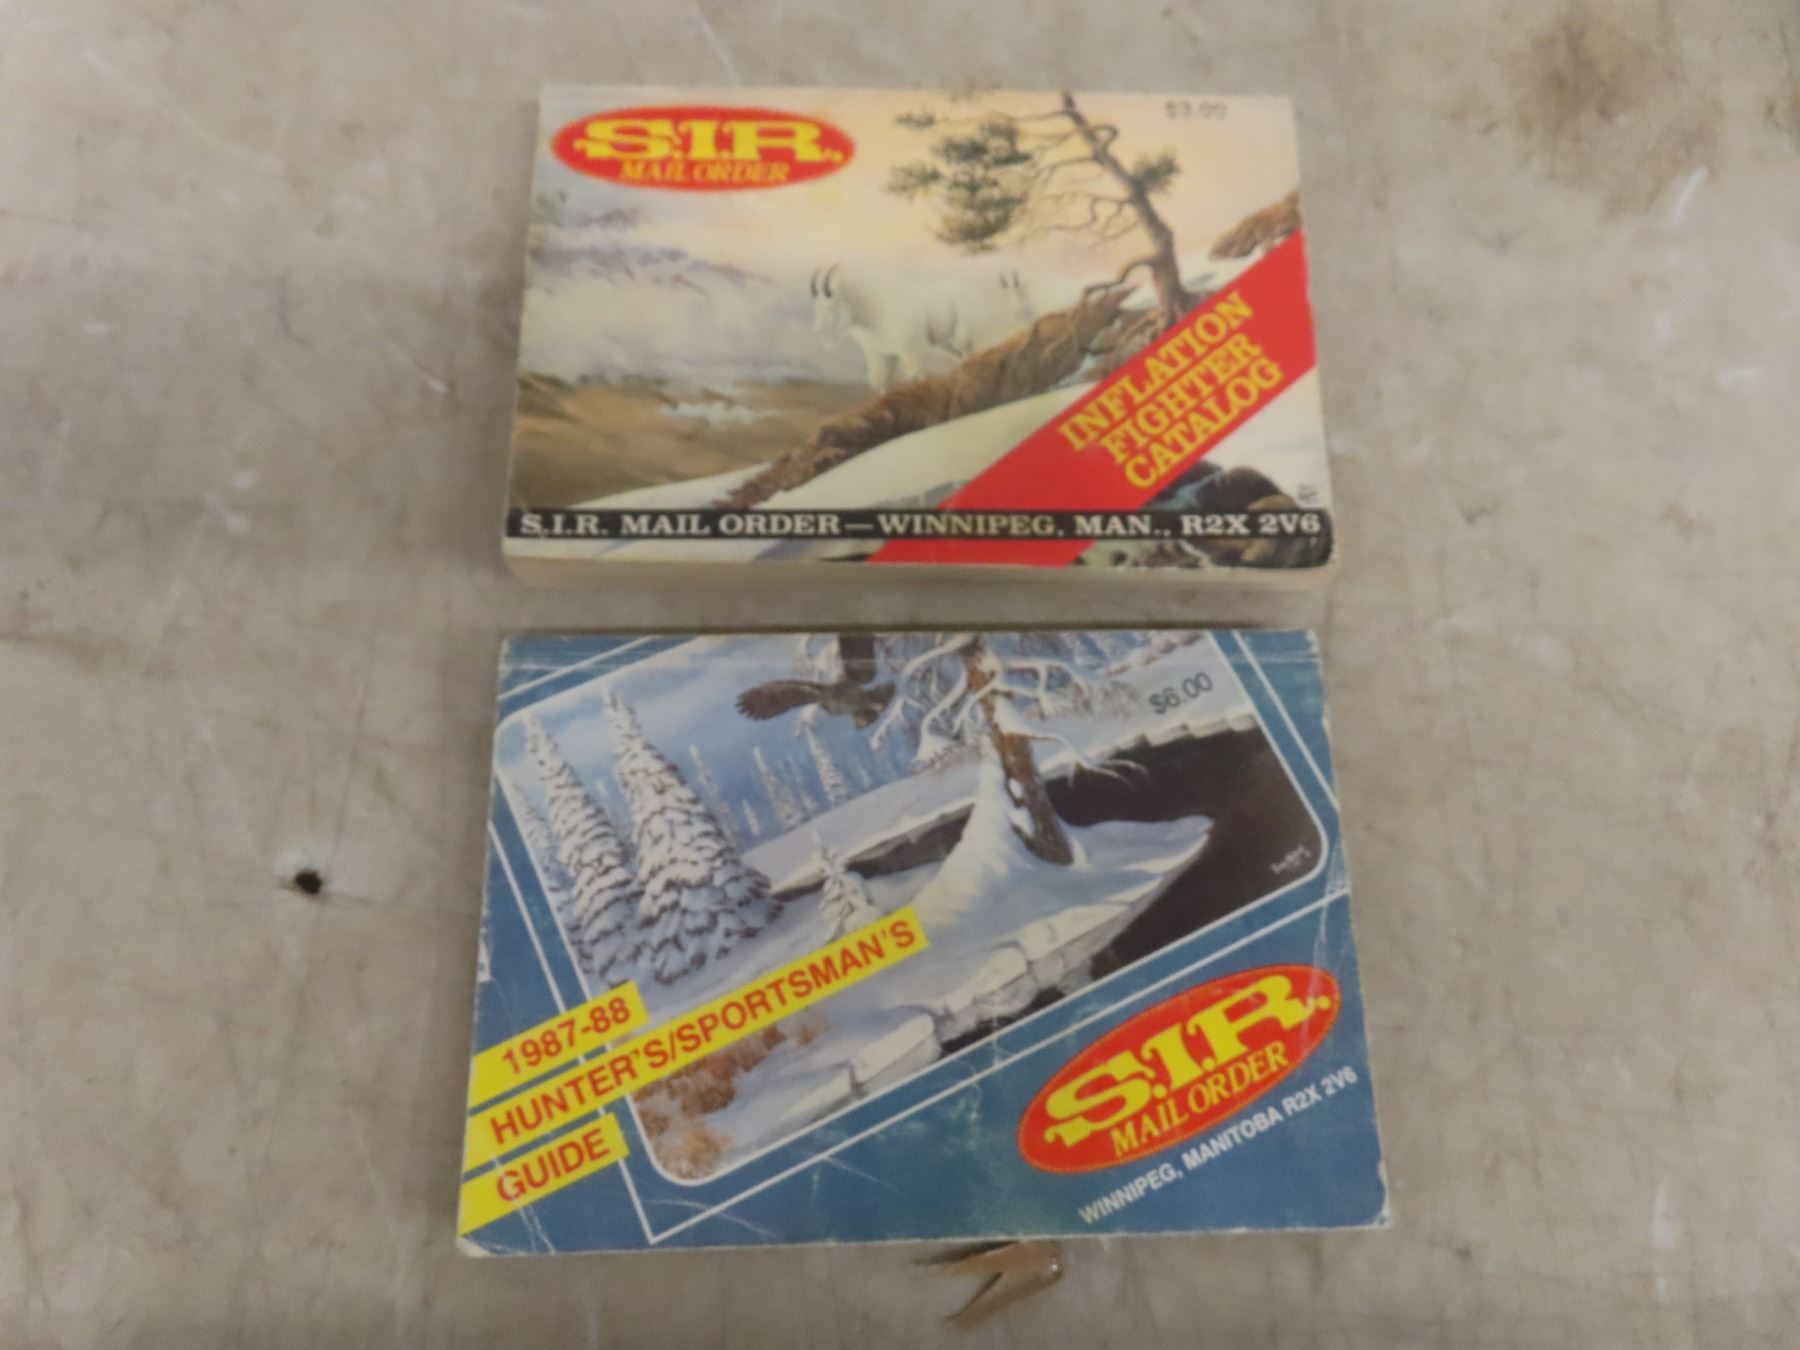 S.I.R.
MAIL ORDER
$3.00
INFLATION
FIGHTER
CATALOG
S.I.R. MAIL ORDER—WINNIPEG, MAN., R2X 2V6
$6.00
1987-88
HUNTER'S/SPORTSMAN'S
GUIDE
S.I.R.
MAIL ORDER
WINNIPEG, MANITOBA R2X 2V6